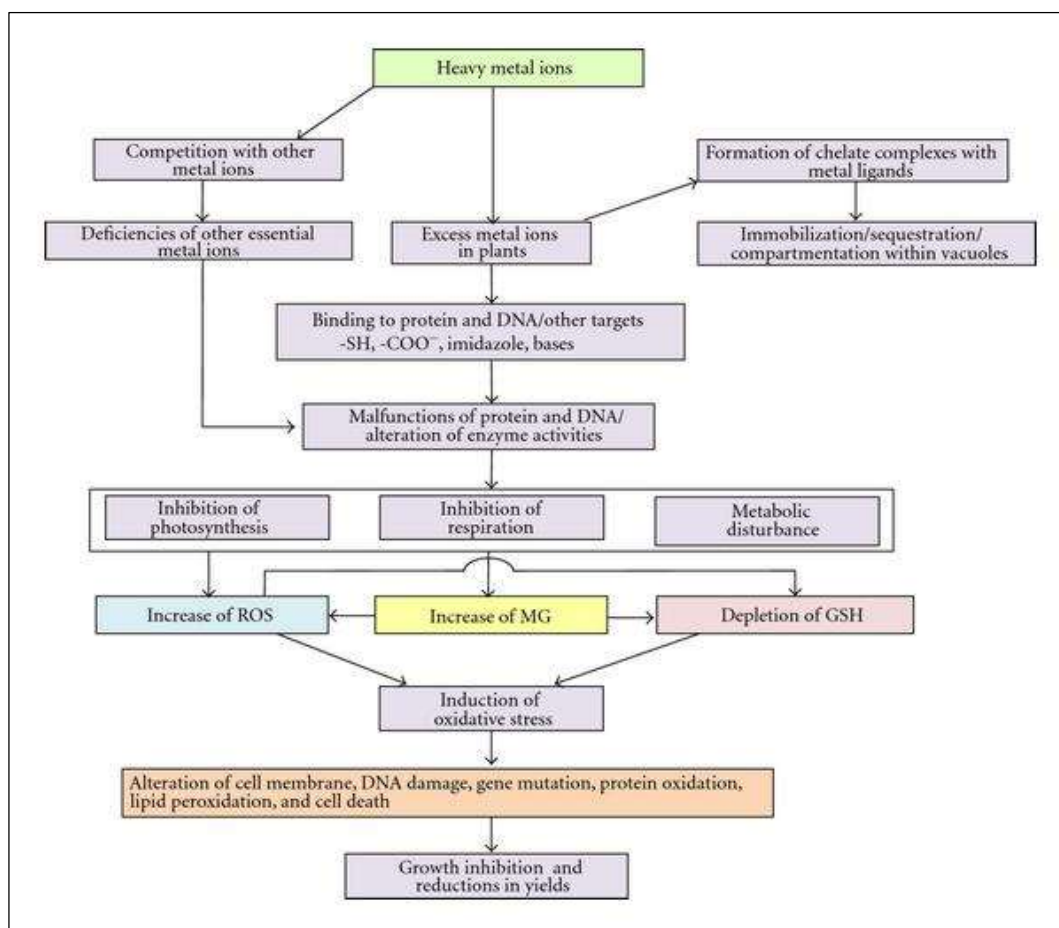 Heavy metal ions
Competition with other
metal ions
Formation of chelate complexes with
metal ligands
Deficiencies of other essential
metal ions
Excess metal ions
in plants
Immobilization/sequestration/
compartmentation within vacuoles
Binding to protein and DNA/other targets
-SH, -COO⁻, imidazole, bases
Malfunctions of protein and DNA/
alteration of enzyme activities
Inhibition of
photosynthesis
Inhibition of
respiration
Metabolic
disturbance
Increase of ROS
Increase of MG
Depletion of GSH
Induction of
oxidative stress
Alteration of cell membrane, DNA damage, gene mutation, protein oxidation,
lipid peroxidation, and cell death
Growth inhibition and
reductions in yields